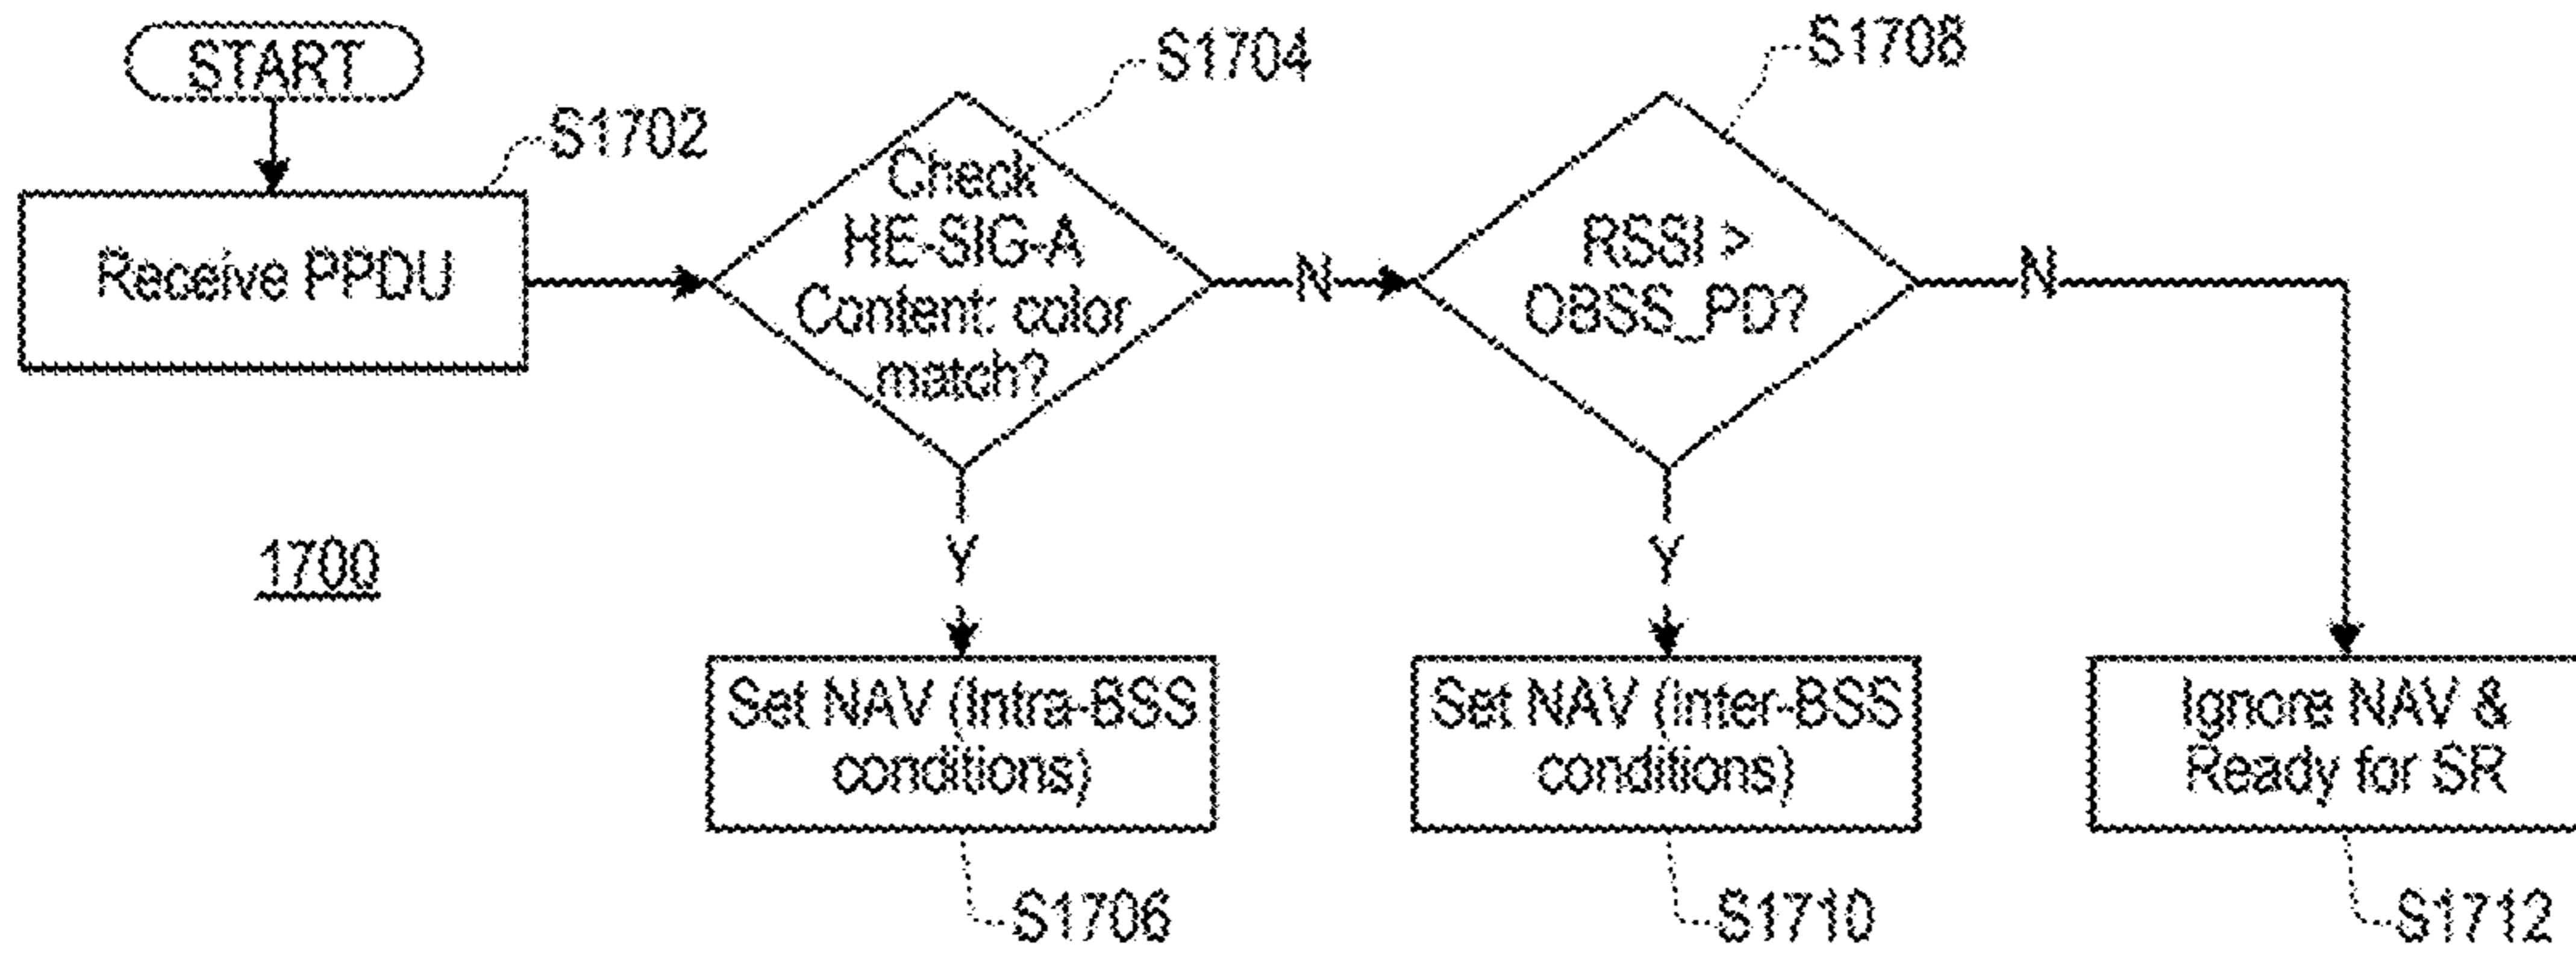 START
S1702
Receive PPDU
S1704
Check
HE-SIG-A
Content: color
match?
N
S1708
RSSI >
OBSS_PD?
N
1700
Y
Y
Set NAV (Intra-BSS
conditions)
S1706
Set NAV (Inter-BSS
conditions)
S1710
Ignore NAV &
Ready for SR
S1712